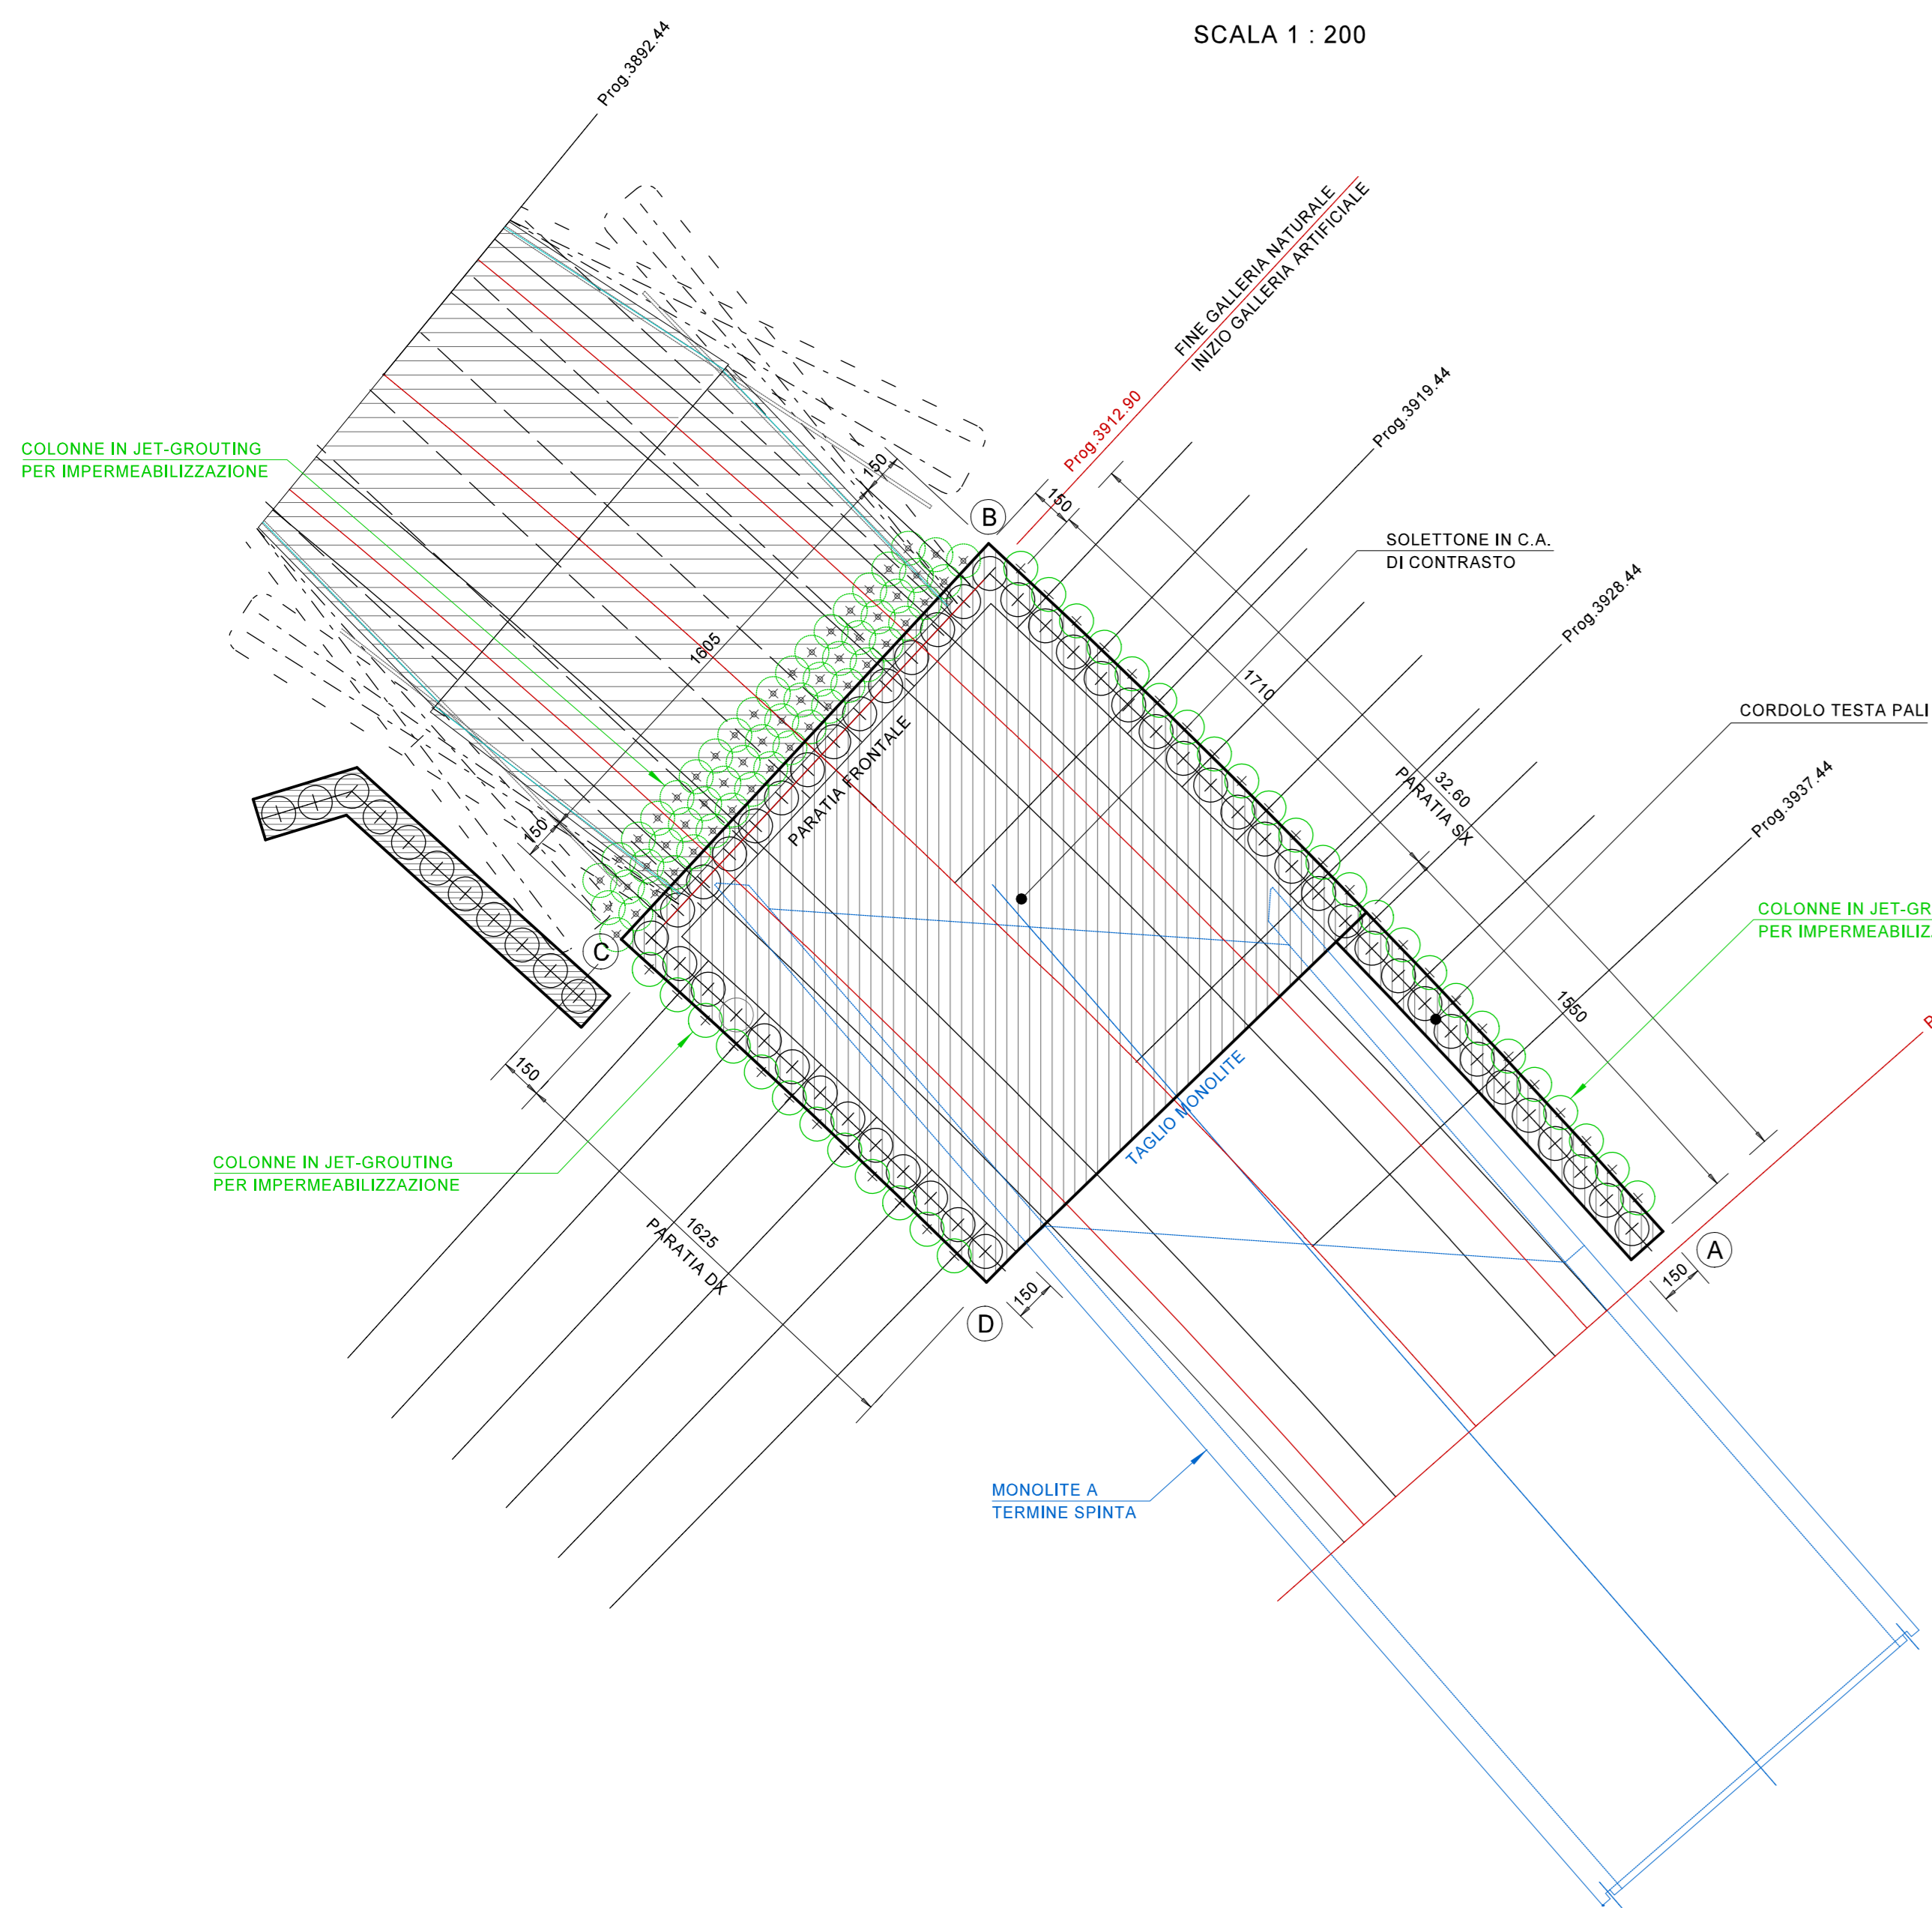 SCALA 1 : 200
Prog.3892.44
FINE GALLERIA NATURALE
INIZIO GALLERIA ARTIFICIALE
Prog.3912.90
Prog.3919.44
COLONNE IN JET-GROUTING
PER IMPERMEABILIZZAZIONE
150
150
B
SOLETTONE IN C.A.
DI CONTRASTO
Prog.3928.44
1605
1710
CORDOLO TESTA PALI
PARATIA FRONTALE
32.60
PARATIA SX
Prog.3937.44
150
COLONNE IN JET-GR
PER IMPERMEABILIZ
C
1550
P
150
TAGLIO MONOLITE
COLONNE IN JET-GROUTING
PER IMPERMEABILIZZAZIONE
1625
PARATIA DX
A
150
150
D
MONOLITE A
TERMINE SPINTA